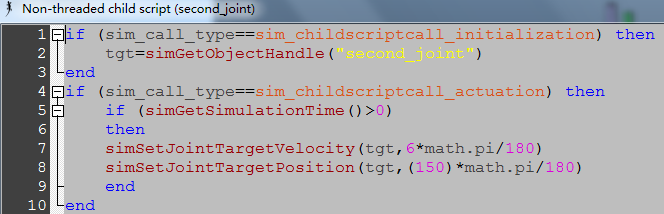 Non-threaded child script (second_joint)
1 if (sim_call_type==sim_childscriptcall_initialization) then
2 tgt=simGetObjectHandle("second_joint")
3 end
4 if (sim_call_type==sim_childscriptcall_actuation) then
5 if (simGetSimulationTime()>0)
6 then
7 simSetJointTargetVelocity(tgt,6*math.pi/180)
8 simSetJointTargetPosition(tgt,(150)*math.pi/180)
9 end
10 end